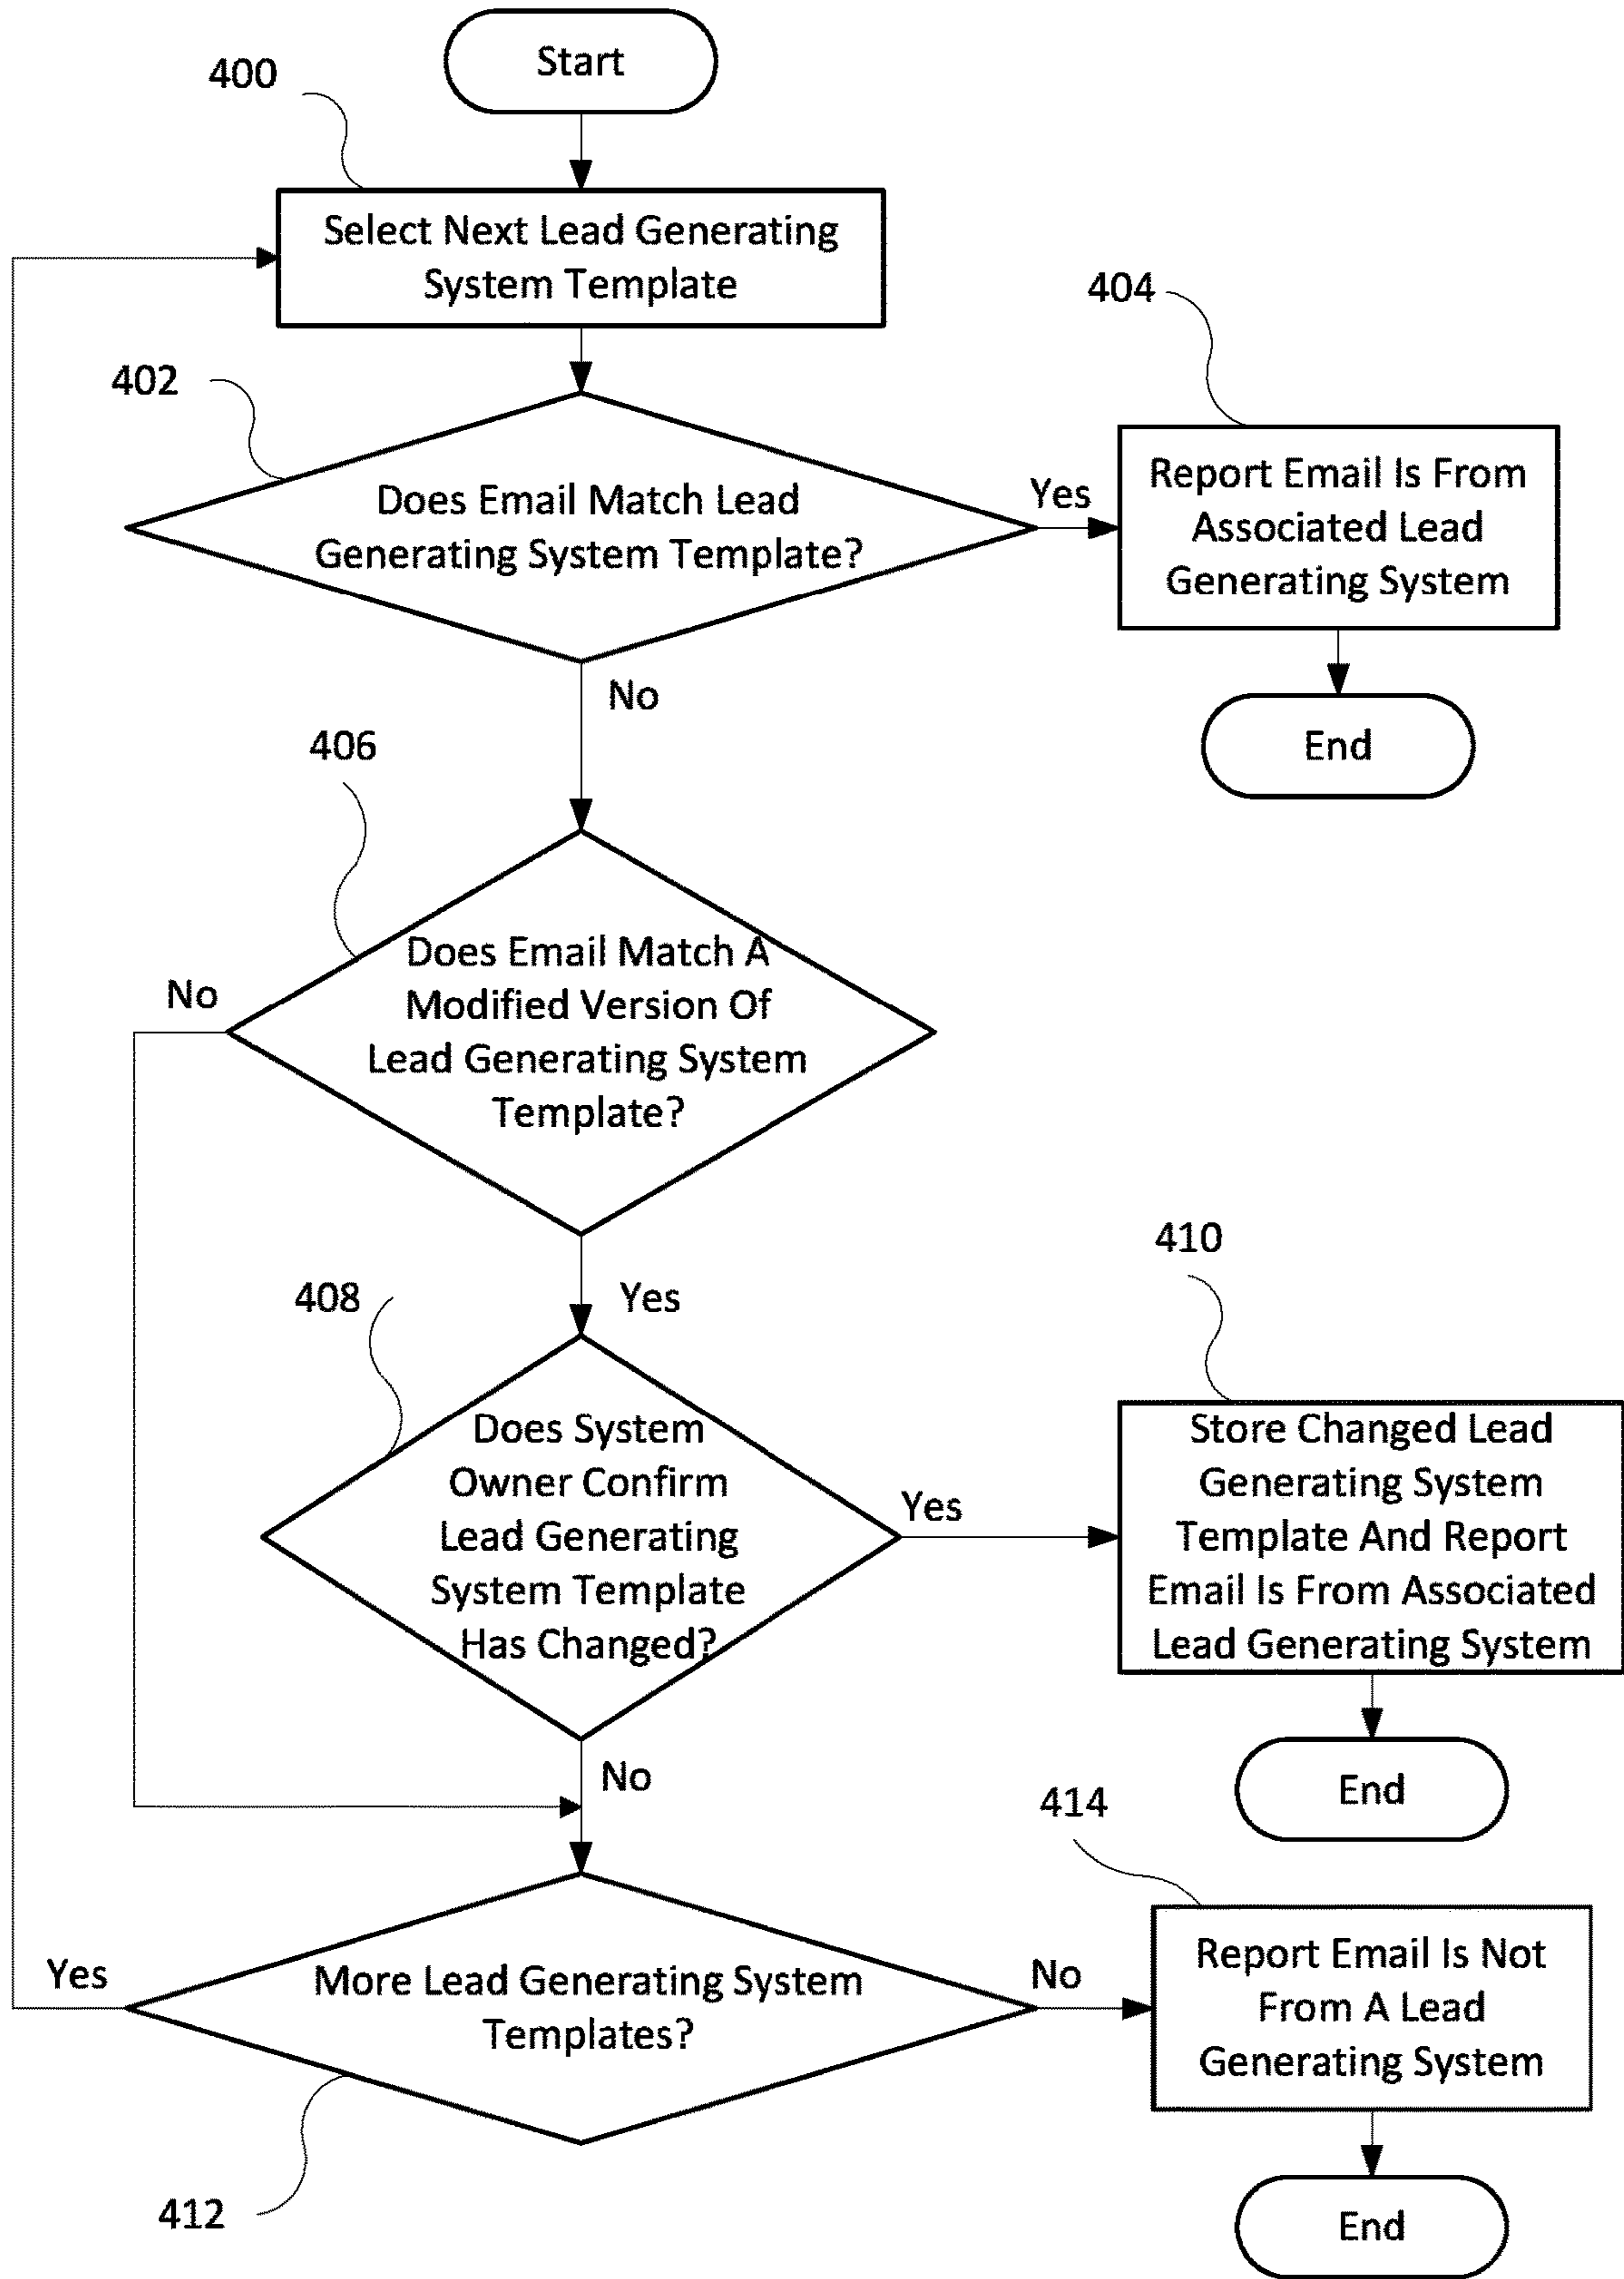 Start
400
Select Next Lead Generating
System Template
404
402
Does Email Match Lead
Generating System Template?
Yes
Report Email Is From
Associated Lead
Generating System
No
End
406
Does Email Match A
Modified Version Of
Lead Generating System
Template?
No
410
408
Yes
Does System
Owner Confirm
Lead Generating
System Template
Has Changed?
Yes
Store Changed Lead
Generating System
Template And Report
Email Is From Associated
Lead Generating System
No
End
414
Yes
More Lead Generating System
Templates?
No
Report Email Is Not
From A Lead
Generating System
412
End